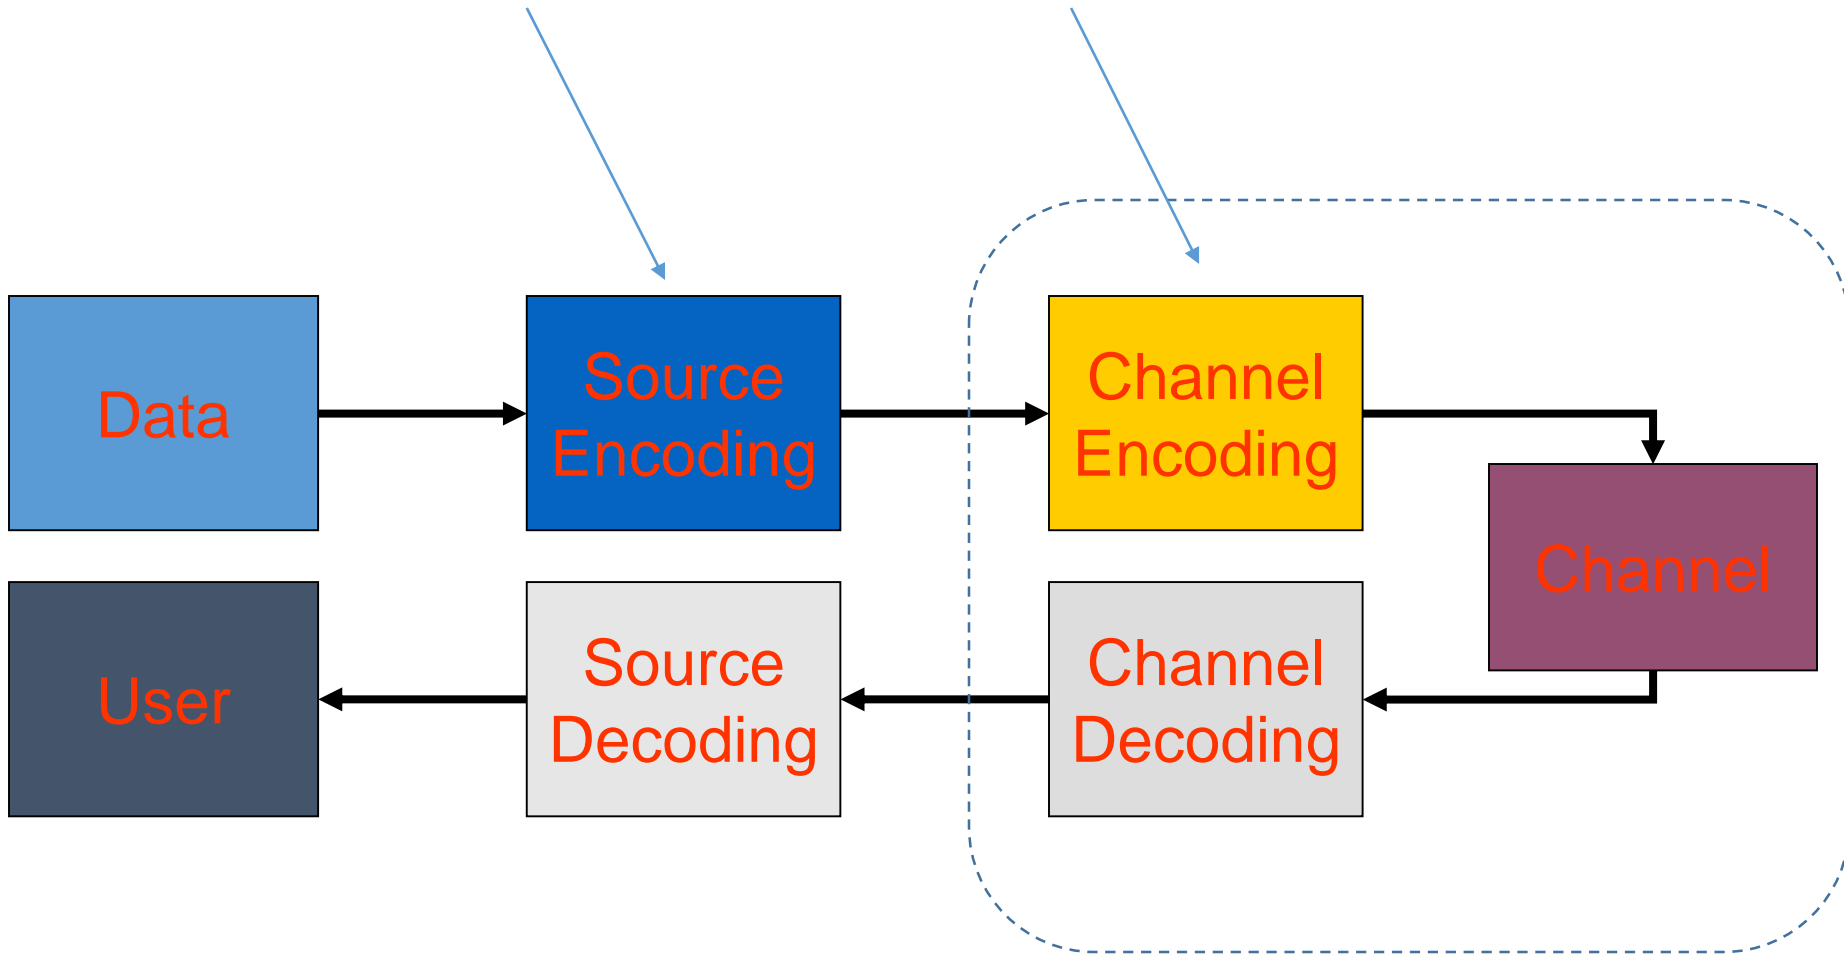 Data
Source
Encoding
Channel
Encoding
Channel
User
Source
Decoding
Channel
Decoding